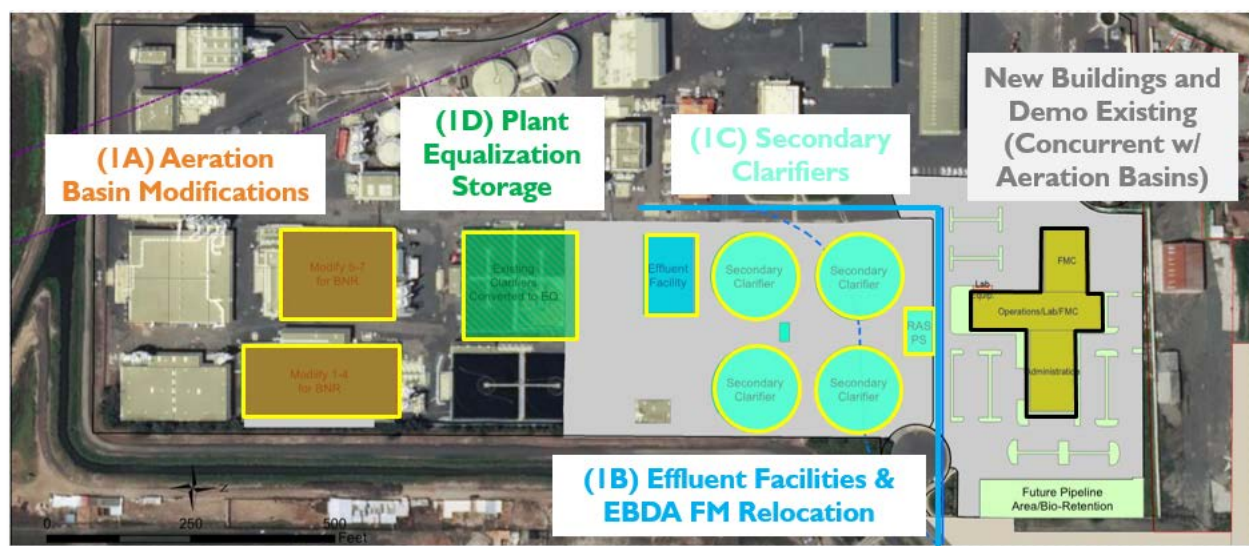 (1A) Aeration
Basin Modifications
(1D) Plant
Equalization
Storage
(1C) Secondary
Clarifiers
New Buildings and
Demo Existing
(Concurrent w/
Aeration Basins)
Modify 5-7
for BNR
Existing
Clarifiers
Converted to EQ
Effluent
Facility
Secondary
Clarifier
Secondary
Clarifier
FMC
Lab
Equip.
Operations/Lab/FMC
RAS
PS
Modify 1-4
for BNR
Secondary
Clarifier
Secondary
Clarifier
Administration
(1B) Effluent Facilities &
EBDA FM Relocation
Future Pipeline
Area/Bio-Retention
Z
0 250 500
Feet